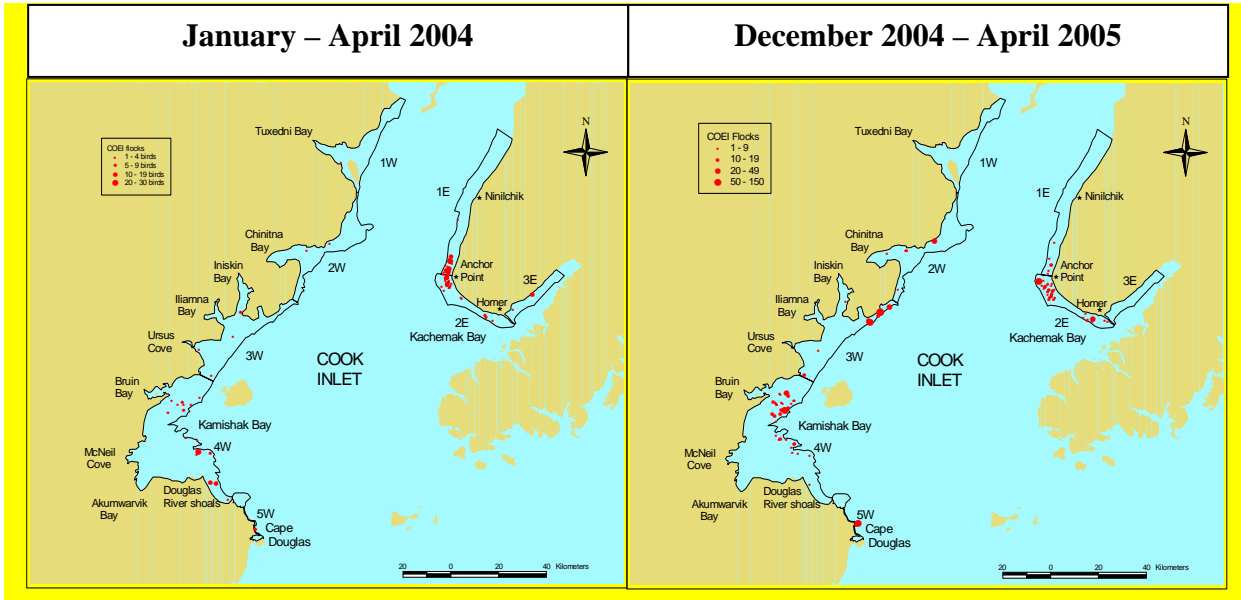 January – April 2004
December 2004 – April 2005
Tuxedni Bay
COEI flocks
1 - 4 birds
5 - 9 birds
10 - 19 birds
20 - 30 birds
N
1W
1E
Ninilchik
Chinitna
Bay
2W
Iniskin
Bay
Anchor
Point
3E
Iliamna
Bay
Homer
2E
Ursus
Cove
Kachemak Bay
3W
COOK
INLET
Bruin
Bay
Kamishak Bay
4W
McNeil
Cove
Douglas
River shoals
Akumwarvik
Bay
5W
Cape
Douglas
20 0 20 40 Kilometers
Tuxedni Bay
COEI Flocks
1 - 9
10 - 19
20 - 49
50 - 150
N
1W
1E
Ninilchik
Chinitna
Bay
2W
Iniskin
Bay
Anchor
Point
3E
Iliamna
Bay
Homer
2E
Ursus
Cove
Kachemak Bay
3W
COOK
INLET
Bruin
Bay
Kamishak Bay
4W
McNeil
Cove
Douglas
River shoals
Akumwarvik
Bay
5W
Cape
Douglas
20 0 20 40 Kilometers